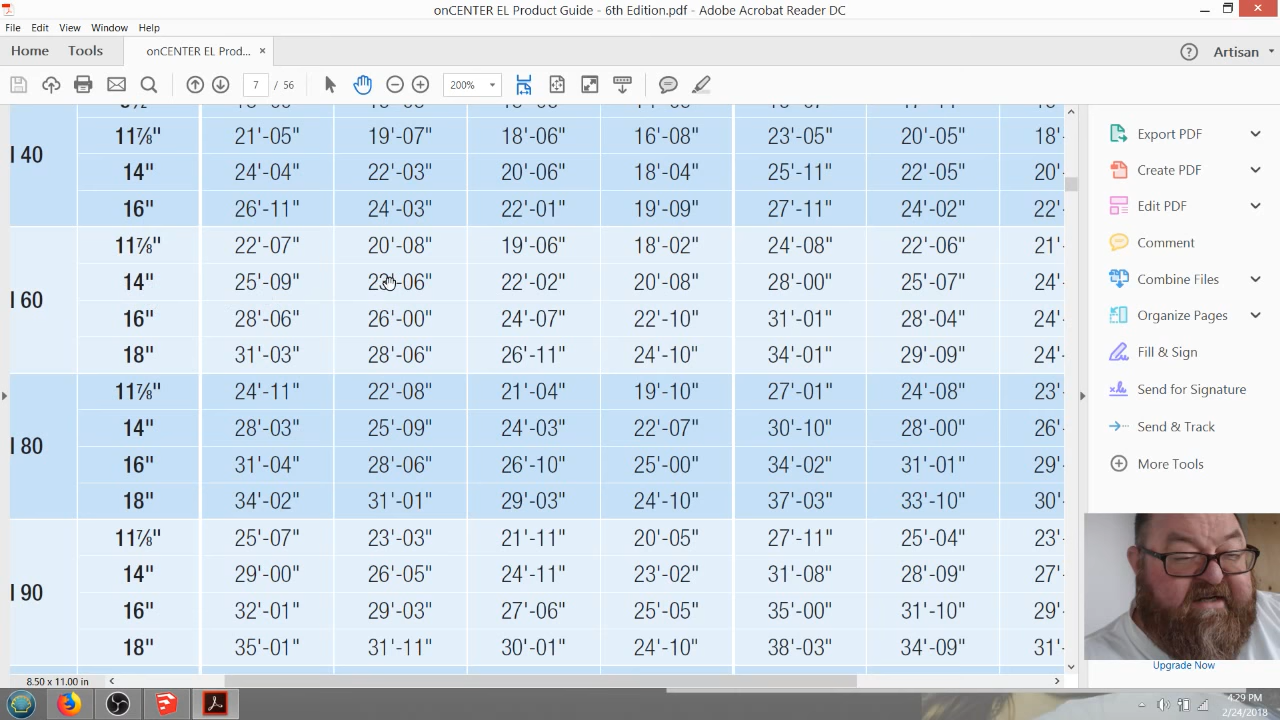 onCENTER EL Product Guide - 6th Edition.pdf - Adobe Acrobat Reader DC
File Edit View Window Help
Home Tools onCENTER EL Prod... × Artisan
7 / 56 200%
11⅞" 21'-05" 19'-07" 18'-06" 16'-08" 23'-05" 20'-05" 18'-
I 40
14" 24'-04" 22'-03" 20'-06" 18'-04" 25'-11" 22'-05" 20'-
16" 26'-11" 24'-03" 22'-01" 19'-09" 27'-11" 24'-02" 22'-
11⅞" 22'-07" 20'-08" 19'-06" 18'-02" 24'-08" 22'-06" 21'-
14" 25'-09" 23'-06" 22'-02" 20'-08" 28'-00" 25'-07" 24'-
I 60
16" 28'-06" 26'-00" 24'-07" 22'-10" 31'-01" 28'-04" 24'-
18" 31'-03" 28'-06" 26'-11" 24'-10" 34'-01" 29'-09" 24'-
11⅞" 24'-11" 22'-08" 21'-04" 19'-10" 27'-01" 24'-08" 23'-
14" 28'-03" 25'-09" 24'-03" 22'-07" 30'-10" 28'-00" 26'-
I 80
16" 31'-04" 28'-06" 26'-10" 25'-00" 34'-02" 31'-01" 29'-
18" 34'-02" 31'-01" 29'-03" 24'-10" 37'-03" 33'-10" 30'-
11⅞" 25'-07" 23'-03" 21'-11" 20'-05" 27'-11" 25'-04" 23'-
14" 29'-00" 26'-05" 24'-11" 23'-02" 31'-08" 28'-09" 27'-
I 90
16" 32'-01" 29'-03" 27'-06" 25'-05" 35'-00" 31'-10" 29'-
18" 35'-01" 31'-11" 30'-01" 24'-10" 38'-03" 34'-09" 31'-
8.50 x 11.00 in
Export PDF
Create PDF
Edit PDF
Comment
Combine Files
Organize Pages
Fill & Sign
Send for Signature
Send & Track
More Tools
Upgrade Now
4:29 PM
2/24/2018